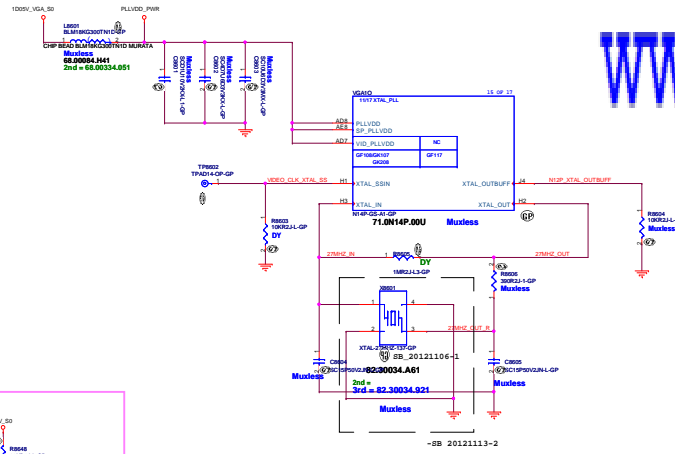 1D05V_VGA_S0
PLLVDD_PWR
L8601
CHIP BEAD BLM18KG300TN1D MURATA
Muxless
68.00084.H41
2nd = 68.00334.051
C8601
C8602
C8603
Muxless
Muxless
VGA1O
15 OF 17
11/17 XTAL_PLL
AD8
PLLVDD
AE8
SP_PLLVDD
AD7
VID_PLLVDD
NC
GF108/GK107
GK208
GF117
TP8602
TPAD14-OP-GP
VIDEO_CLK_XTAL_SS
H1
XTAL_SSIN
XTAL_OUTBUFF
J4
N12P_XTAL_OUTBUFF
H3
XTAL_IN
XTAL_OUT
H2
N14P-GS-A1-GP
71.0N14P.00U
Muxless
GP
R8603
10KR2J-L-GP
DY
R8604
10KR2J-L-
Muxless
27MHZ_IN
R8605
DY
1MR2J-L3-GP
27MHZ_OUT
R8606
390R2J-1-GP
Muxless
X8601
1
4
2
3
27MHZ_OUT_R
SB_20121106-1
82.30034.A61
2nd =
3rd = 82.30034.921
Muxless
C8604
Muxless
C8605
SC15P50V2JN-L-GP
Muxless
-SB 20121113-2
R8648
W